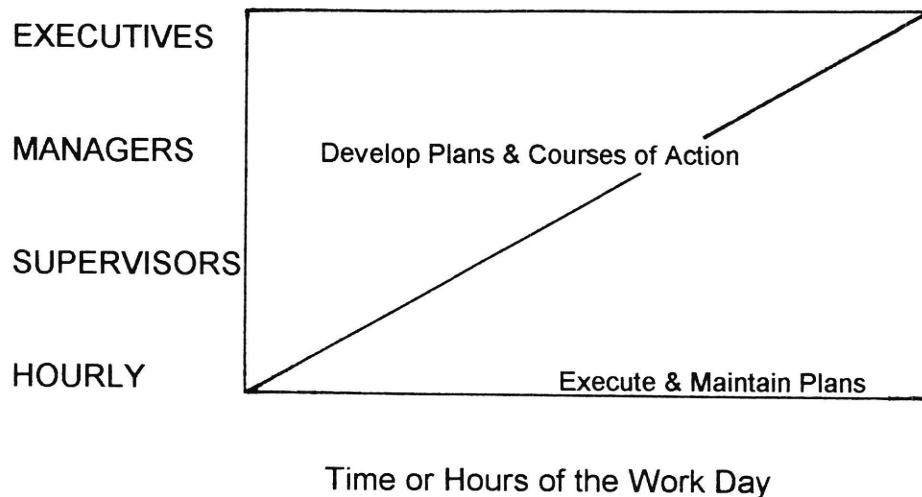 EXECUTIVES
MANAGERS
Develop Plans & Courses of Action
SUPERVISORS
HOURLY
Execute & Maintain Plans
Time or Hours of the Work Day